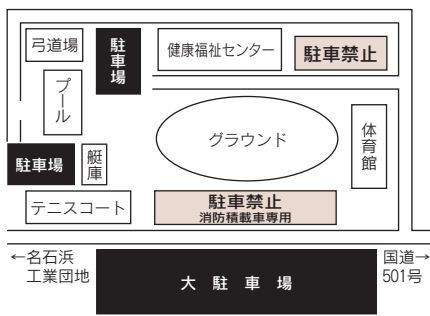 弓道場
駐車場
健康福祉センター
駐車禁止
プール
グラウンド
体育館
駐車場
艇庫
テニスコート
駐車禁止
消防積載車専用
←名石浜
工業団地
大駐車場
国道→
501号